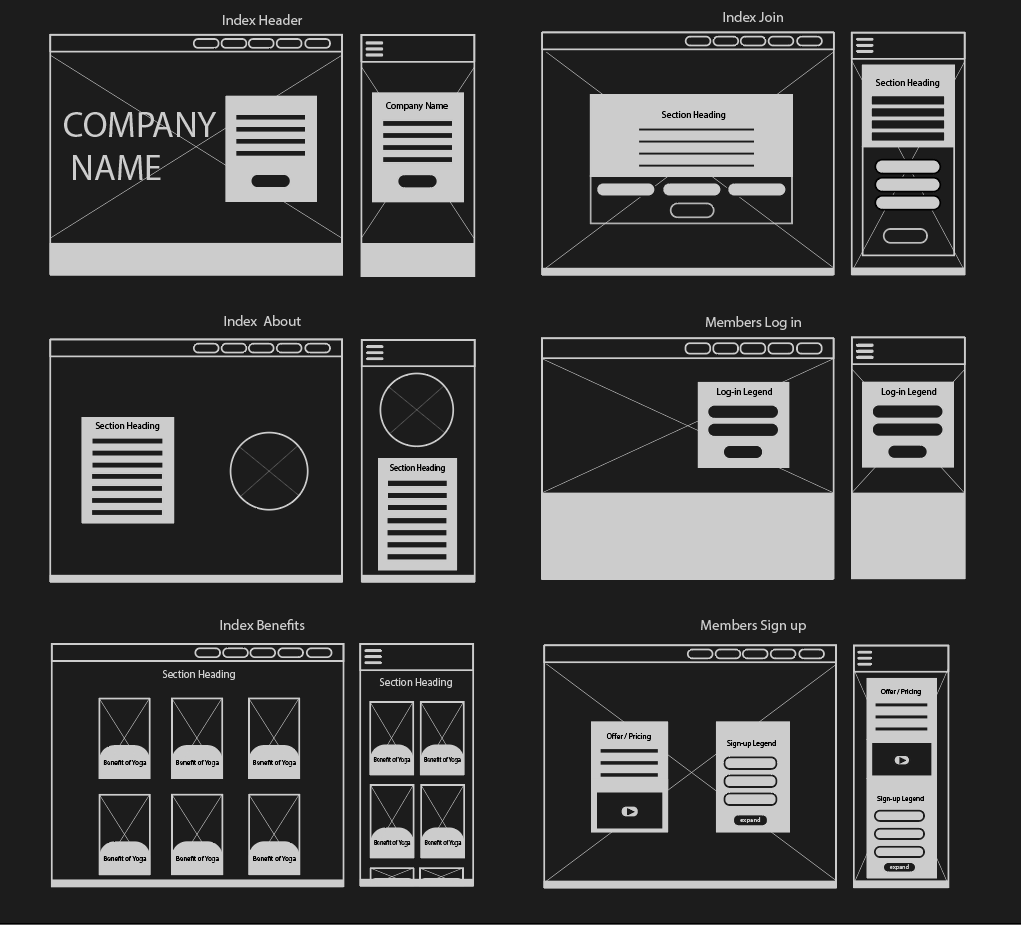 Index Header
COMPANY
NAME
Company Name
Index Join
Section Heading
Section Heading
Index  About
Section Heading
Section Heading
Members Log in
Log-in Legend
Log-in Legend
Index Benefits
Section Heading
Benefit of Yoga
Benefit of Yoga
Benefit of Yoga
Benefit of Yoga
Benefit of Yoga
Benefit of Yoga
Section Heading
Benefit of Yoga
Benefit of Yoga
Benefit of Yoga
Benefit of Yoga
Members Sign up
Offer / Pricing
Sign-up Legend
expand
Offer / Pricing
Sign-up Legend
expand